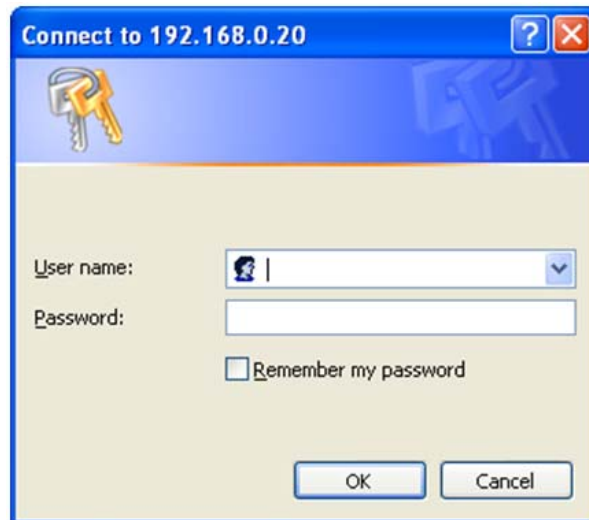 Connect to 192.168.0.20
User name:
Password:
Remember my password
OK Cancel